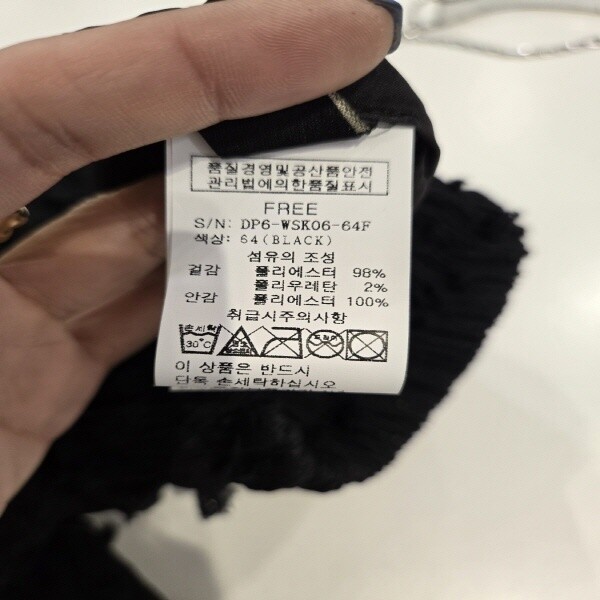 품질경영및공산품안전
관리법에의한품질표시
FREE
S/N: DP6-WSK06-64F
색상: 64(BLACK)
섬유의 조성
겉감 폴리에스터 98%
폴리우레탄 2%
안감 폴리에스터 100%
취급시주의사항
손세탁
30°C
이 상품은 반드시
단독 손세탁하십시오